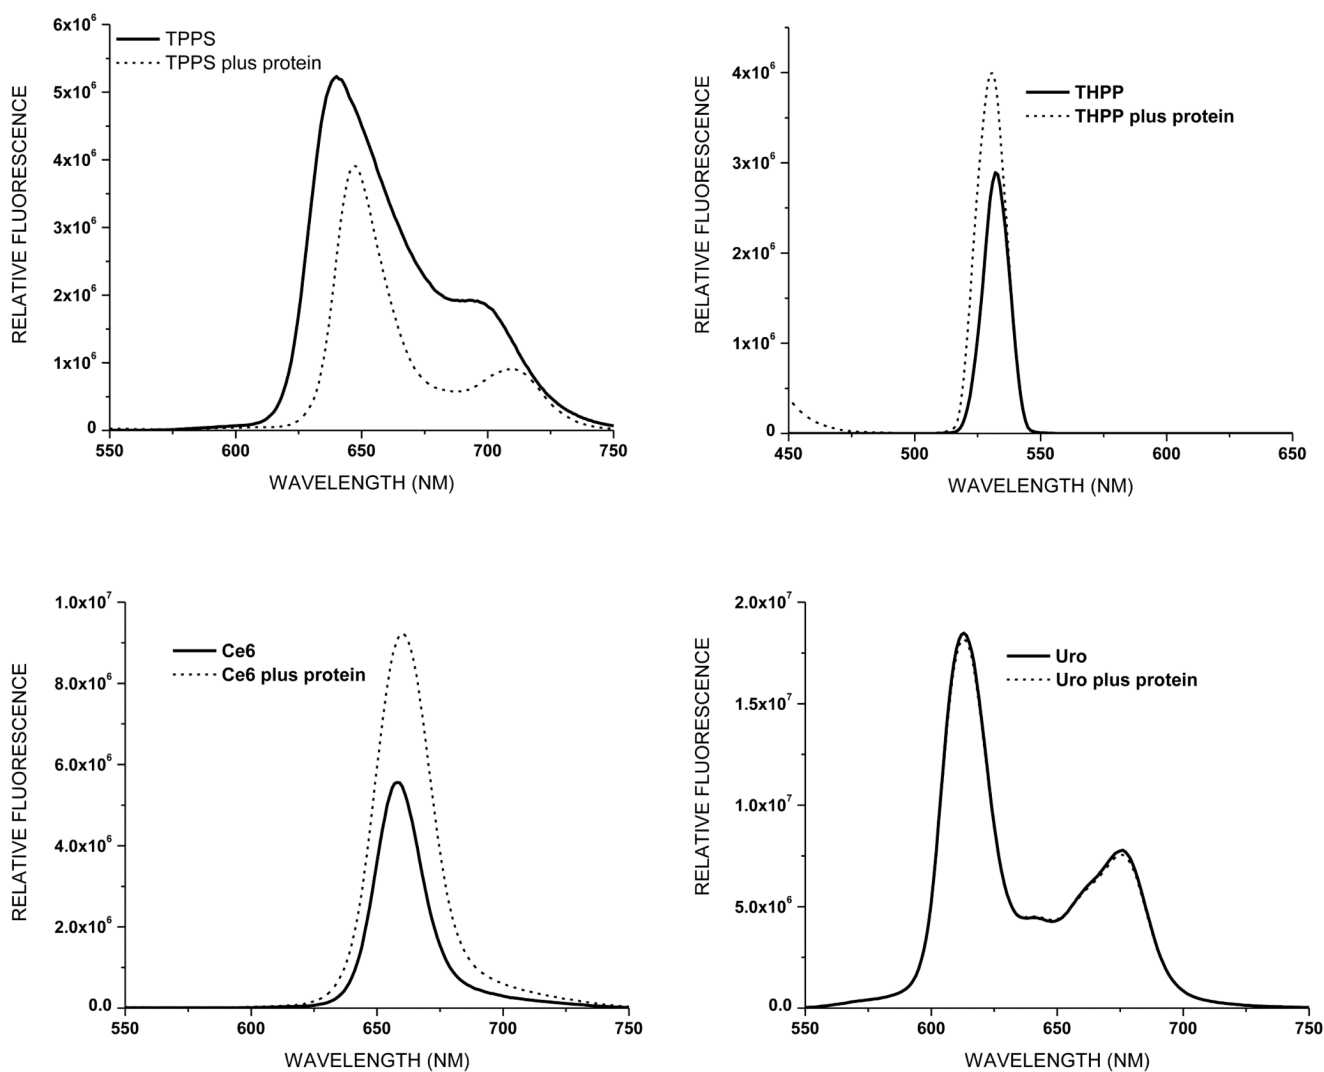 6x10⁶
5x10⁶
4x10⁶
3x10⁶
2x10⁶
1x10⁶
0
RELATIVE FLUORESCENCE
TPPS
TPPS plus protein
550 600 650 700 750
WAVELENGTH (NM)
4x10⁶
3x10⁶
2x10⁶
1x10⁶
0
RELATIVE FLUORESCENCE
THPP
THPP plus protein
450 500 550 600 650
WAVELENGTH (NM)
1.0x10⁷
8.0x10⁶
6.0x10⁶
4.0x10⁶
2.0x10⁶
0.0
RELATIVE FLUORESCENCE
Ce6
Ce6 plus protein
550 600 650 700 750
WAVELENGTH (NM)
2.0x10⁷
1.5x10⁷
1.0x10⁷
5.0x10⁶
0.0
RELATIVE FLUORESCENCE
Uro
Uro plus protein
550 600 650 700 750
WAVELENGTH (NM)